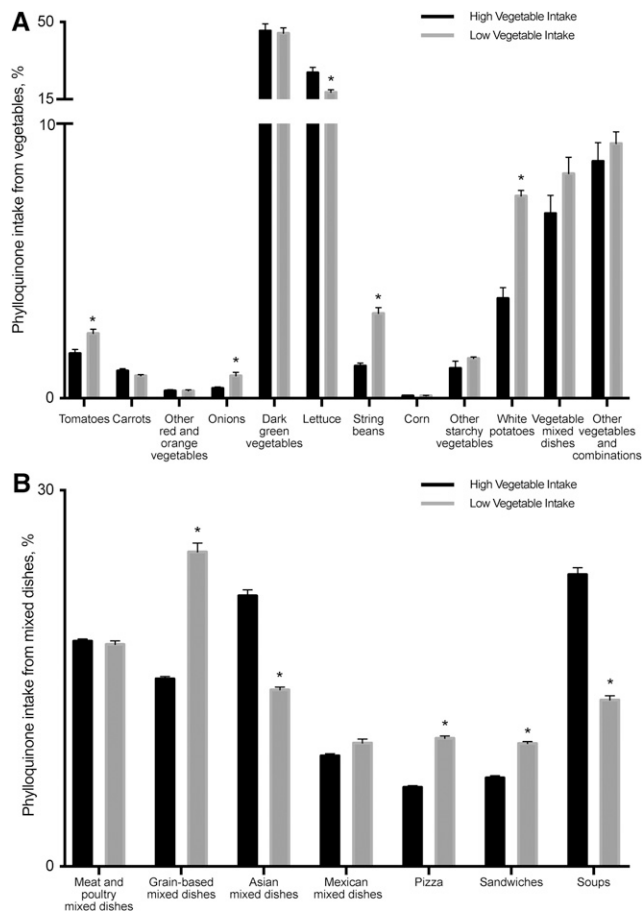 A
50
15
10
0
Phylloquinone intake from vegetables, %
High Vegetable Intake
Low Vegetable Intake
*
*
*
*
*
Tomatoes
Carrots
Other
red and
orange
vegetables
Onions
Dark
green
vegetables
Lettuce
String
beans
Corn
Other
starchy
vegetables
White
potatoes
Vegetable
mixed
dishes
Other
vegetables and
combinations
B
30
0
Phylloquinone intake from mixed dishes, %
High Vegetable Intake
Low Vegetable Intake
*
*
*
*
*
Meat and
poultry
mixed dishes
Grain-based
mixed dishes
Asian
mixed dishes
Mexican
mixed dishes
Pizza
Sandwiches
Soups